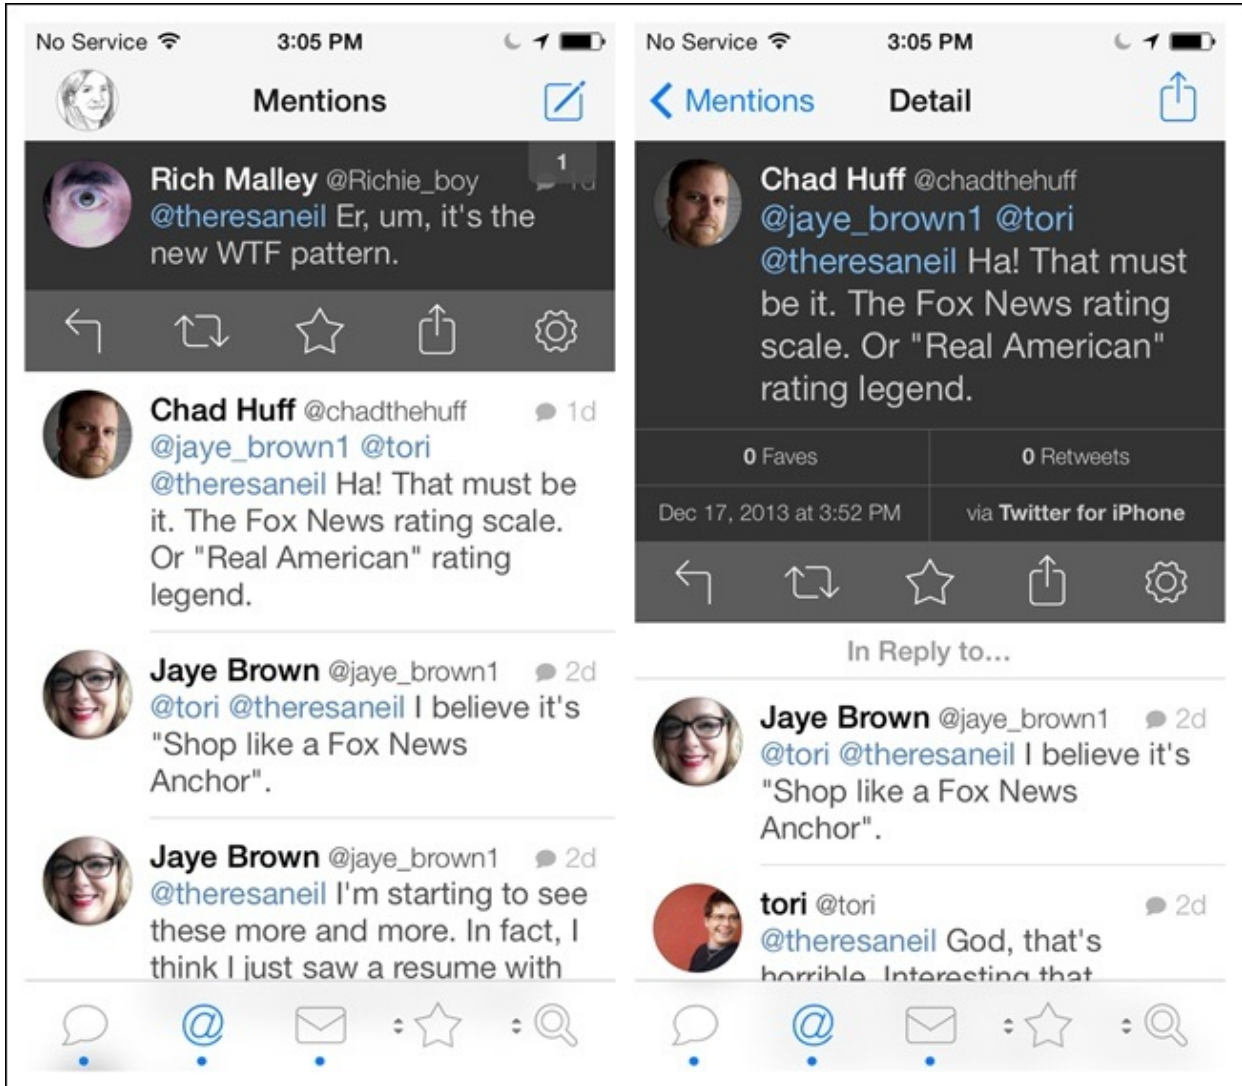 No Service 3:05 PM
Mentions
1
Rich Malley @Richie_boy 1d
@theresaneil Er, um, it's the
new WTF pattern.
Chad Huff @chadthehuff 1d
@jaye_brown1 @tori
@theresaneil Ha! That must be
it. The Fox News rating scale.
Or "Real American" rating
legend.
Jaye Brown @jaye_brown1 2d
@tori @theresaneil I believe it's
"Shop like a Fox News
Anchor".
Jaye Brown @jaye_brown1 2d
@theresaneil I'm starting to see
these more and more. In fact, I
think I just saw a resume with
@
No Service 3:05 PM
Mentions Detail
Chad Huff @chadthehuff
@jaye_brown1 @tori
@theresaneil Ha! That must
be it. The Fox News rating
scale. Or "Real American"
rating legend.
0 Faves 0 Retweets
Dec 17, 2013 at 3:52 PM via Twitter for iPhone
In Reply to...
Jaye Brown @jaye_brown1 2d
@tori @theresaneil I believe it's
"Shop like a Fox News
Anchor".
tori @tori 2d
@theresaneil God, that's
horrible. Interesting that
@